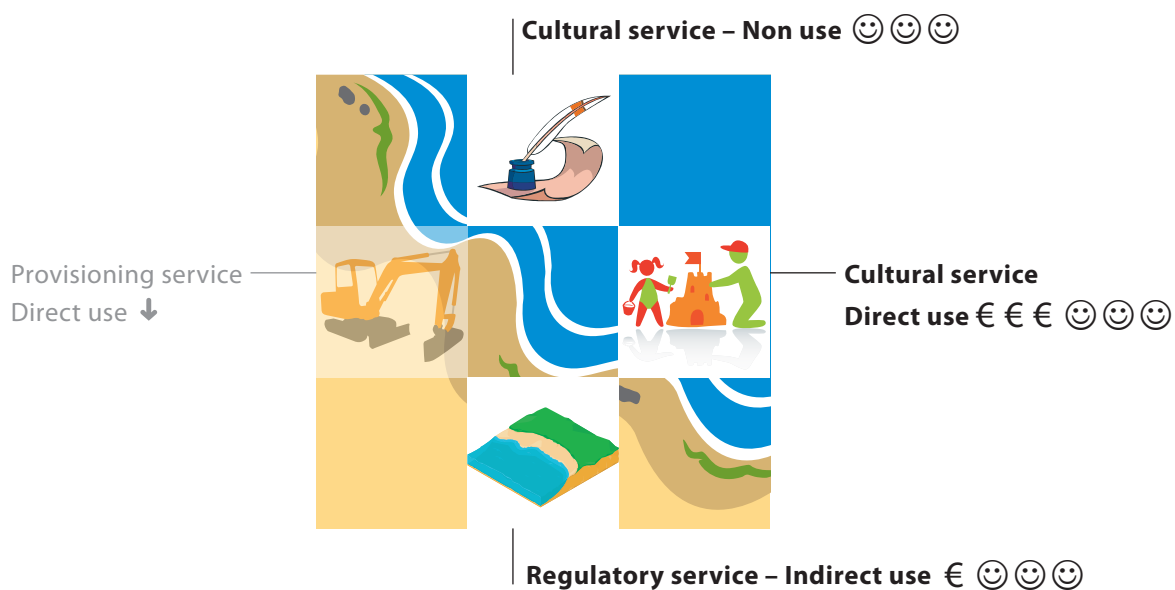 Cultural service – Non use ☺ ☺ ☺
Provisioning service
Direct use ↓
Cultural service
Direct use € € € ☺ ☺ ☺
Regulatory service – Indirect use € ☺ ☺ ☺